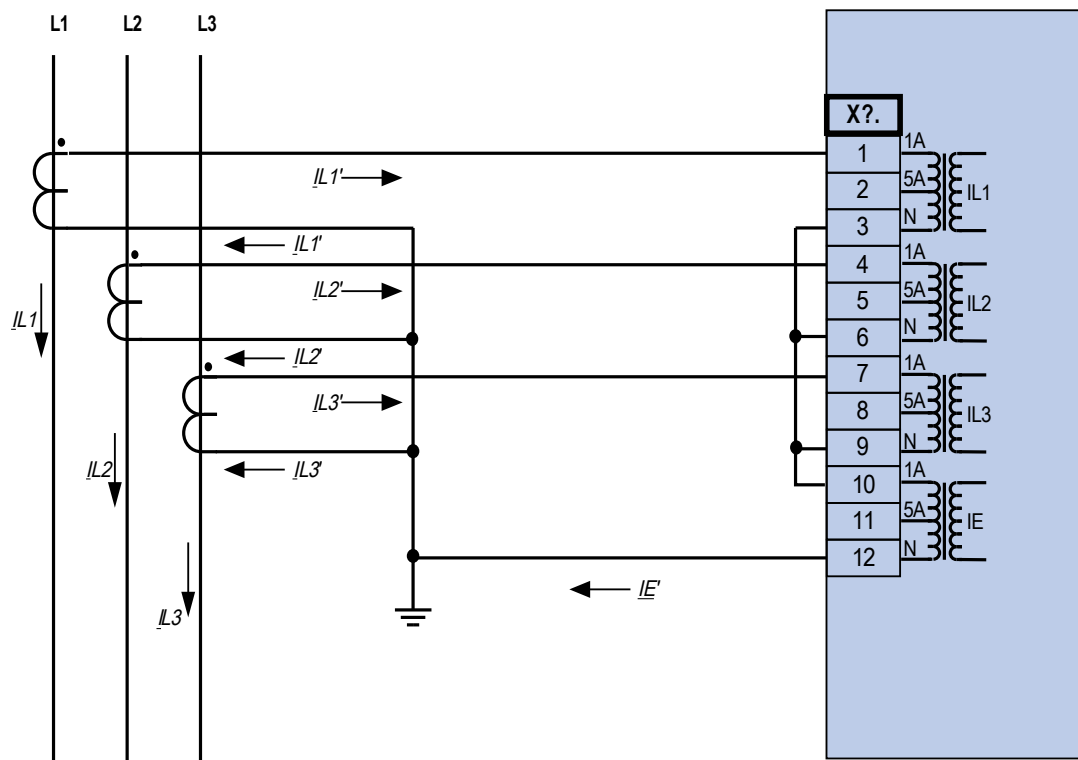 L1 L2 L3
X?.
1 1A
IL1'
2 5A IL1
3 N
IL1'
4 1A
IL2'
5 5A IL2
IL1
6 N
IL2'
7 1A
IL3'
8 5A IL3
9 N
IL2
IL3'
10 1A
11 5A IE
12 N
IE'
IL3